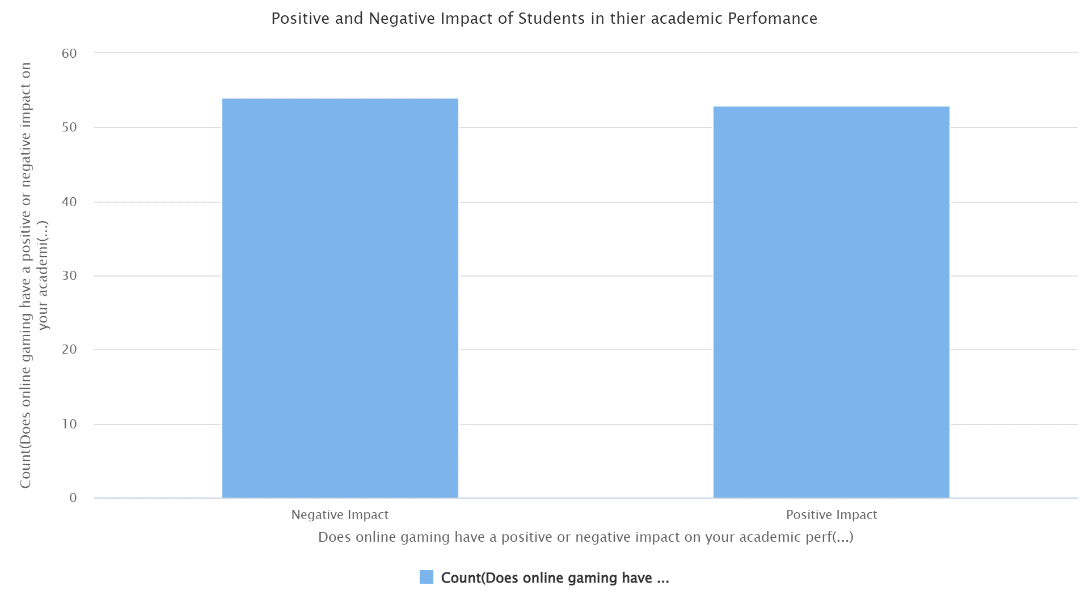 Positive and Negative Impact of Students in thier academic Perfomance
Count(Does online gaming have a positive or negative impact on
your academi(...)
60
50
40
30
20
10
0
Negative Impact
Positive Impact
Does online gaming have a positive or negative impact on your academic perf(...)
Count(Does online gaming have ...